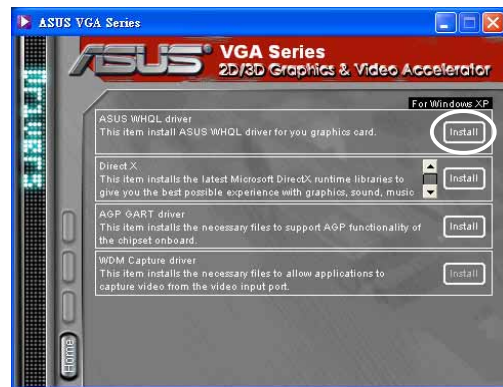 ASUS VGA Series
ASUS VGA Series
2D/3D Graphics & Video Accelerator
For Windows XP
ASUS WHQL driver
This item install ASUS WHQL driver for you graphics card.
Install
Direct X
This item installs the latest Microsoft DirectX runtime libraries to
give you the best possible experience with graphics, sound, music
Install
AGP GART driver
This item installs the necessary files to support AGP functionality of
the chipset onboard.
Install
WDM Capture driver
This item installs the necessary files to allow applications to
capture video from the video input port.
Install
Home